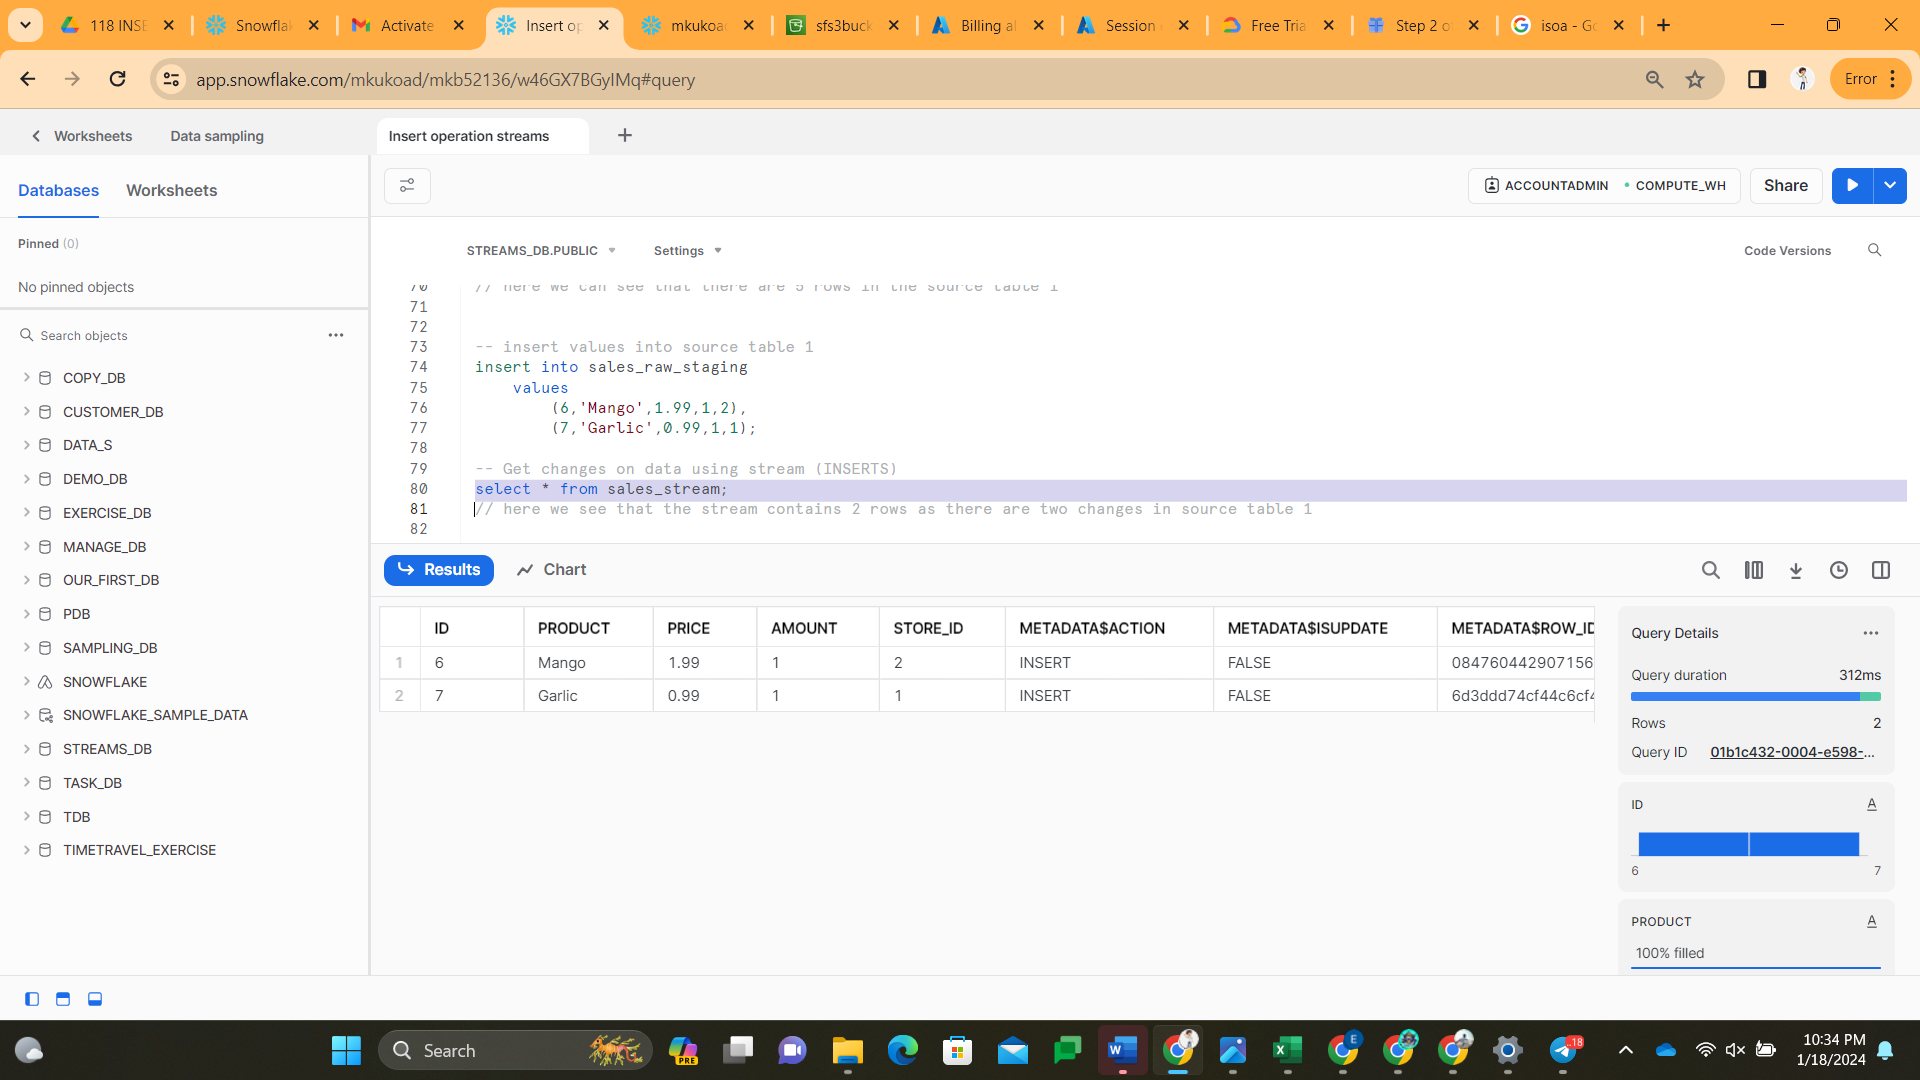 118 INSE
Snowflak
Activate
Insert op
mkukoad
sfs3buck
Billing al
Session
Free Tria
Step 2 o
isoa - Go
app.snowflake.com/mkukoad/mkb52136/w46GX7BGyIMq#query
Error
Worksheets
Data sampling
Insert operation streams
Databases
Worksheets
Pinned (0)
No pinned objects
Search objects
COPY_DB
CUSTOMER_DB
DATA_S
DEMO_DB
EXERCISE_DB
MANAGE_DB
OUR_FIRST_DB
PDB
SAMPLING_DB
SNOWFLAKE
SNOWFLAKE_SAMPLE_DATA
STREAMS_DB
TASK_DB
TDB
TIMETRAVEL_EXERCISE
ACCOUNTADMIN
COMPUTE_WH
Share
STREAMS_DB.PUBLIC
Settings
Code Versions
70 // here we can see that there are 5 rows in the source table 1
71
72
73 -- insert values into source table 1
74 insert into sales_raw_staging
75 values
76 (6,'Mango',1.99,1,2),
77 (7,'Garlic',0.99,1,1);
78
79 -- Get changes on data using stream (INSERTS)
80 select * from sales_stream;
81 // here we see that the stream contains 2 rows as there are two changes in source table 1
82
Results
Chart
ID PRODUCT PRICE AMOUNT STORE_ID METADATA$ACTION METADATA$ISUPDATE METADATA$ROW_ID
1 6 Mango 1.99 1 2 INSERT FALSE 084760442907156
2 7 Garlic 0.99 1 1 INSERT FALSE 6d3ddd74cf44c6cf4
Query Details
Query duration 312ms
Rows 2
Query ID 01b1c432-0004-e598-...
ID A
6 7
PRODUCT A
100% filled
Search
PRE
W
X
E
18
10:34 PM
1/18/2024